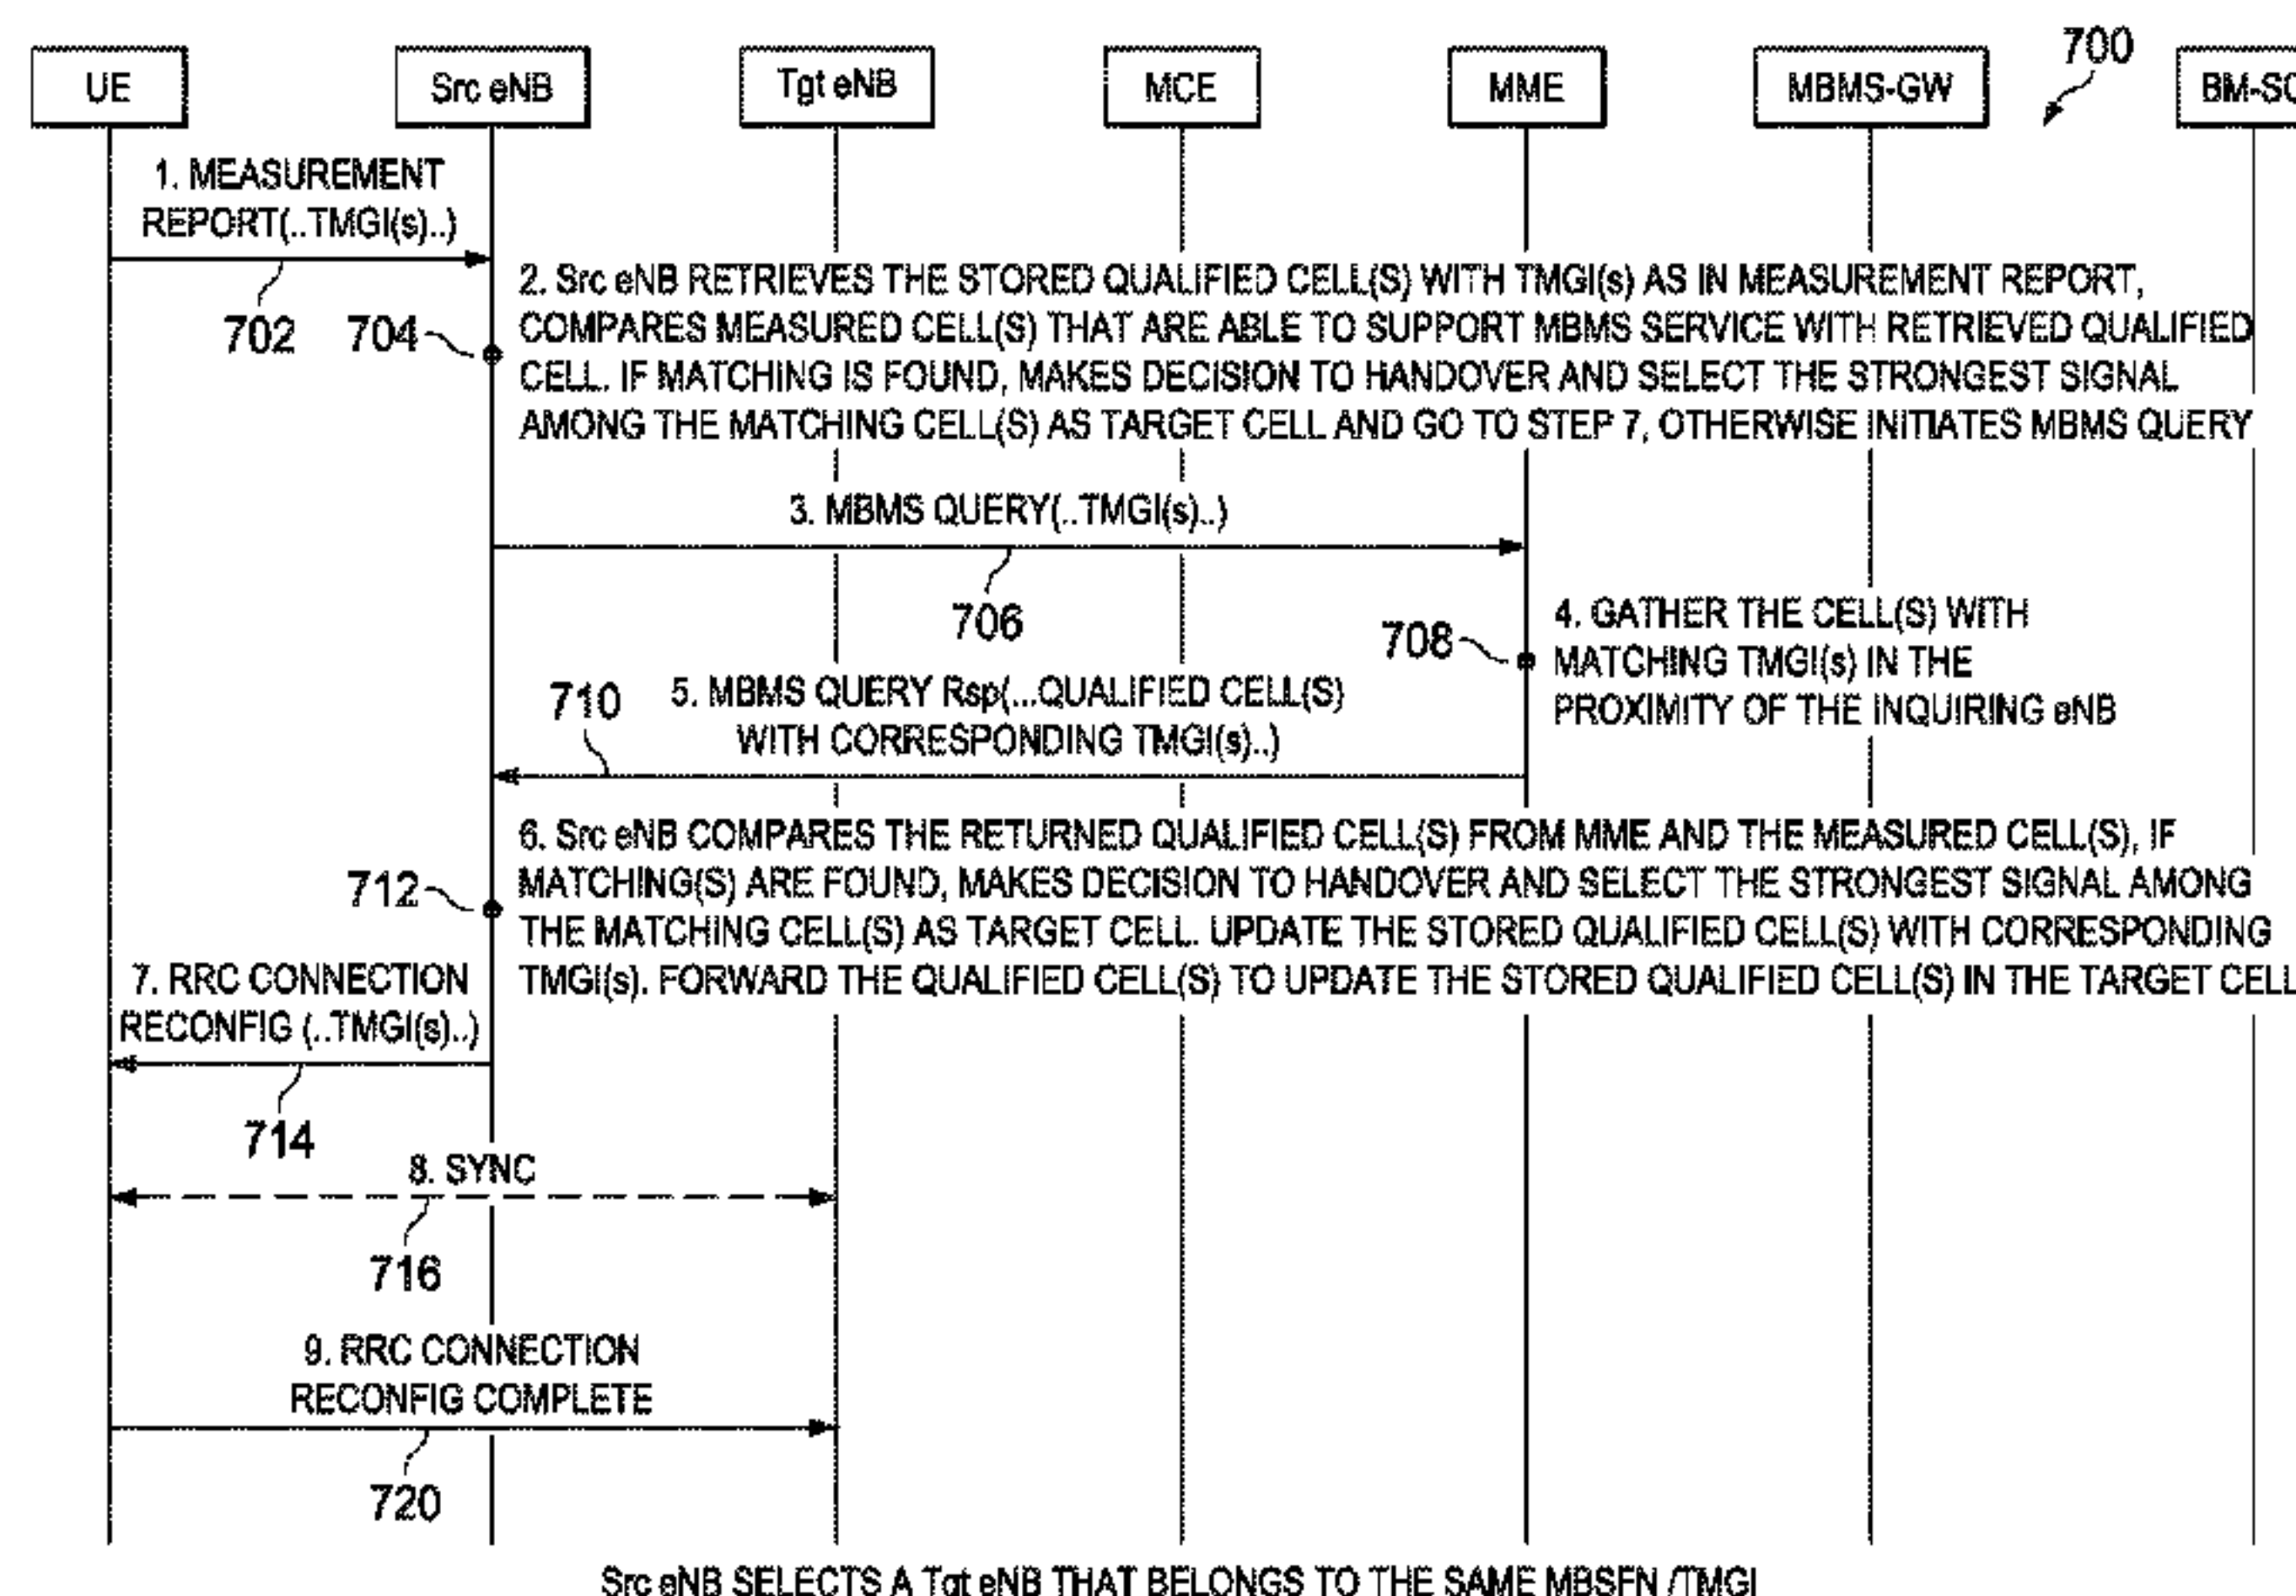 700
UE
Src eNB
Tgt eNB
MCE
MME
MBMS-GW
BM-SC
1. MEASUREMENT
REPORT(..TMGI(s)..)
702
704
2. Src eNB RETRIEVES THE STORED QUALIFIED CELL(S) WITH TMGI(s) AS IN MEASUREMENT REPORT,
COMPARES MEASURED CELL(S) THAT ARE ABLE TO SUPPORT MBMS SERVICE WITH RETRIEVED QUALIFIED
CELL. IF MATCHING IS FOUND, MAKES DECISION TO HANDOVER AND SELECT THE STRONGEST SIGNAL
AMONG THE MATCHING CELL(S) AS TARGET CELL AND GO TO STEP 7, OTHERWISE INITIATES MBMS QUERY
3. MBMS QUERY(..TMGI(s)..)
706
708
4. GATHER THE CELL(S) WITH
MATCHING TMGI(s) IN THE
PROXIMITY OF THE INQUIRING eNB
710
5. MBMS QUERY Rsp(...QUALIFIED CELL(S)
WITH CORRESPONDING TMGI(s)..)
712
6. Src eNB COMPARES THE RETURNED QUALIFIED CELL(S) FROM MME AND THE MEASURED CELL(S), IF
MATCHING(S) ARE FOUND, MAKES DECISION TO HANDOVER AND SELECT THE STRONGEST SIGNAL AMONG
THE MATCHING CELL(S) AS TARGET CELL. UPDATE THE STORED QUALIFIED CELL(S) WITH CORRESPONDING
TMGI(s). FORWARD THE QUALIFIED CELL(S) TO UPDATE THE STORED QUALIFIED CELL(S) IN THE TARGET CELL
7. RRC CONNECTION
RECONFIG (..TMGI(s)..)
714
8. SYNC
716
9. RRC CONNECTION
RECONFIG COMPLETE
720
Src eNB SELECTS A Tgt eNB THAT BELONGS TO THE SAME MBSFN /TMGI